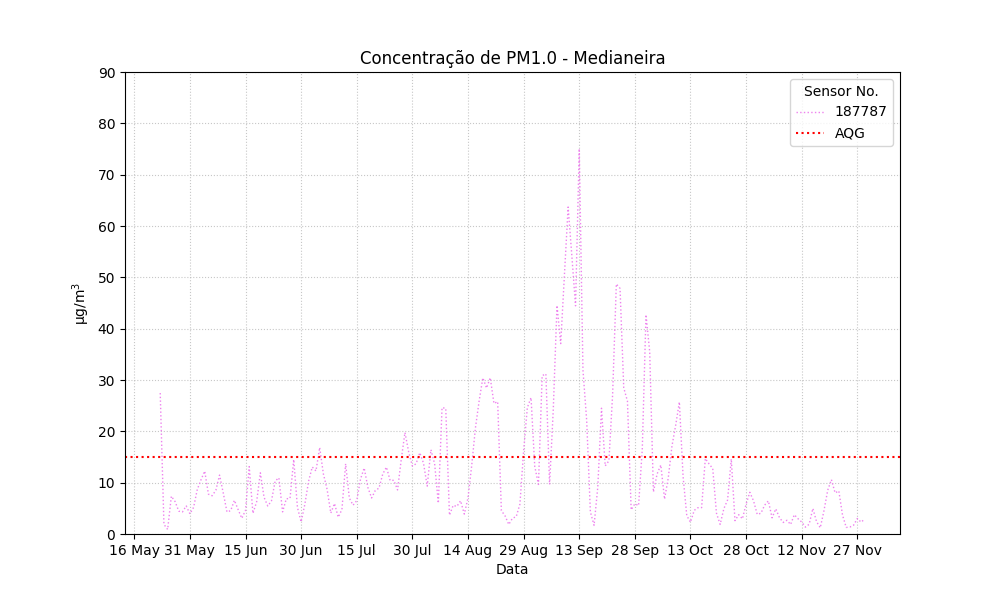 Concentração de PM1.0 - Medianeira
µg/m³
90
80
70
60
50
40
30
20
10
0
Sensor No.
187787
AQG
16 May 31 May 15 Jun 30 Jun 15 Jul 30 Jul 14 Aug 29 Aug 13 Sep 28 Sep 13 Oct 28 Oct 12 Nov 27 Nov
Data